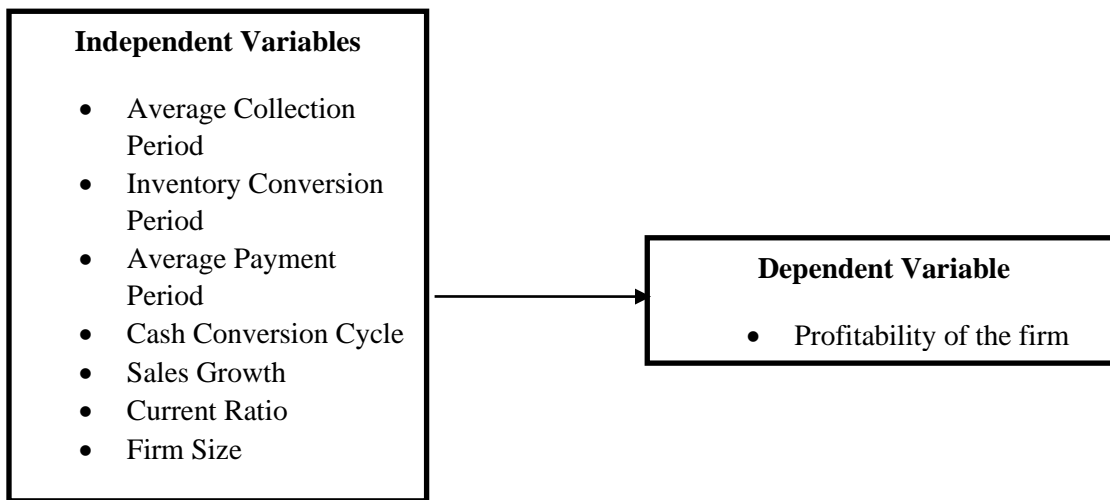 Independent Variables
• Average Collection
Period
• Inventory Conversion
Period
• Average Payment
Period
• Cash Conversion Cycle
• Sales Growth
• Current Ratio
• Firm Size
Dependent Variable
• Profitability of the firm